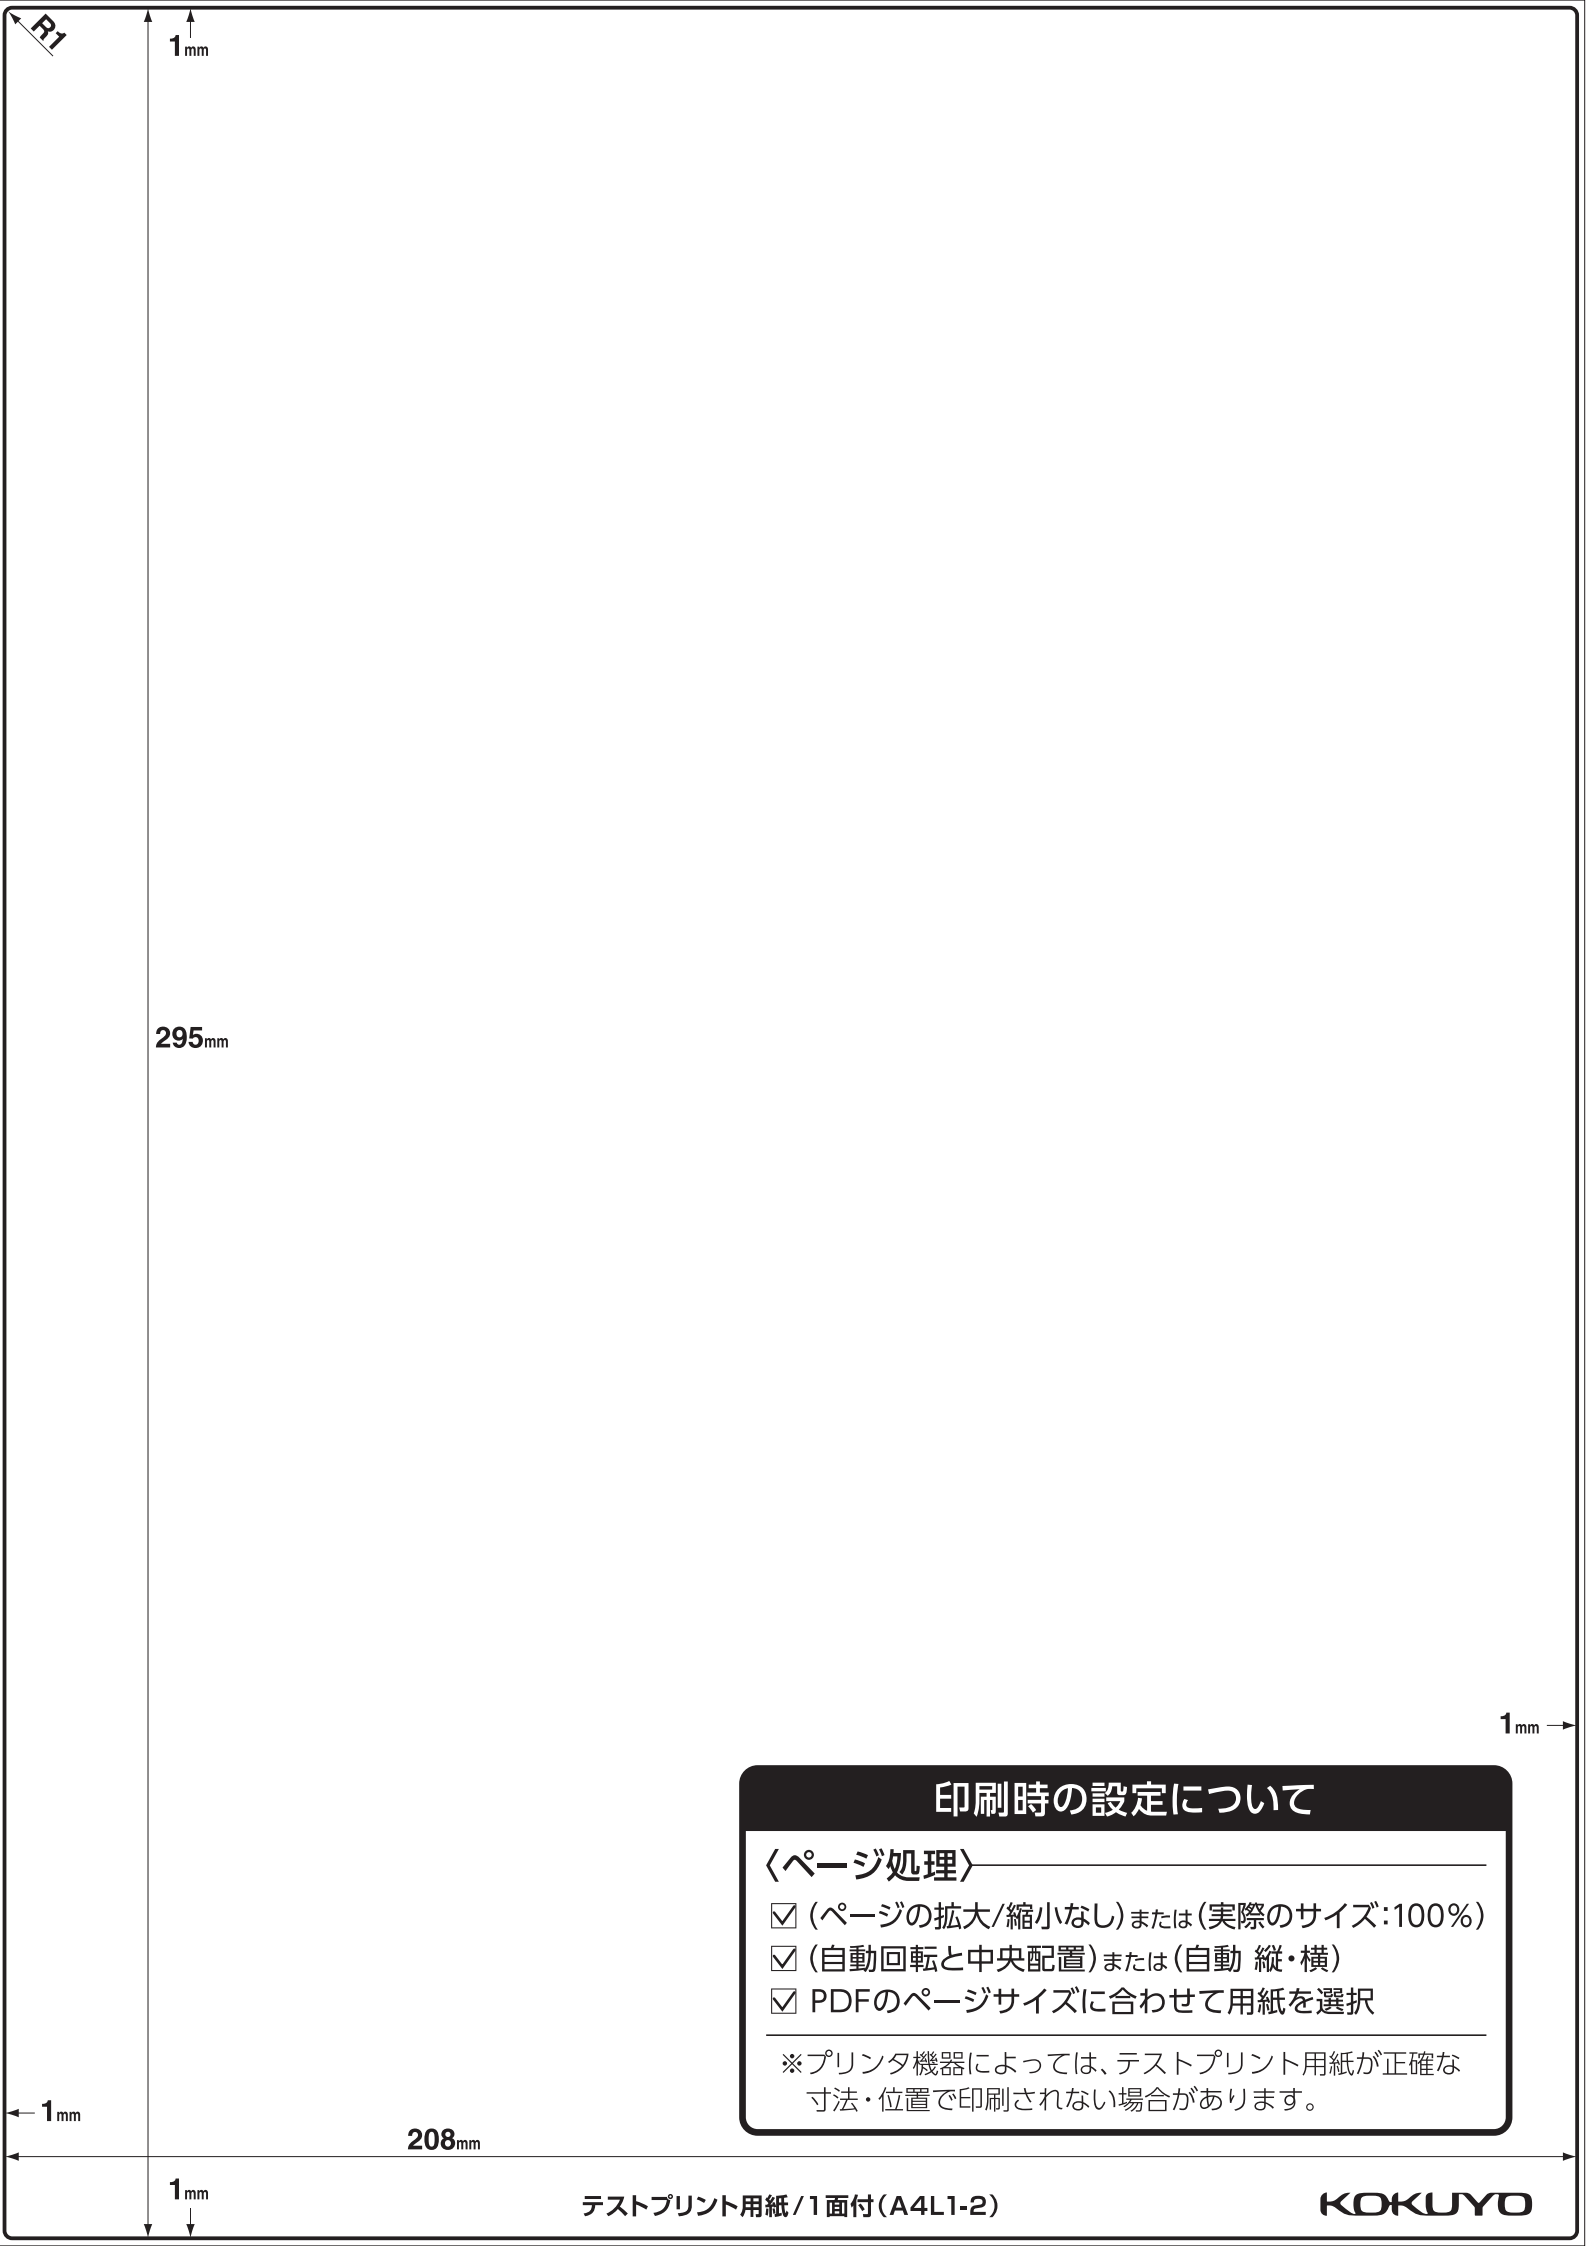 R1
1mm
295mm
1mm
印刷時の設定について
〈ページ処理〉
☑ (ページの拡大/縮小なし)または(実際のサイズ:100%)
☑ (自動回転と中央配置)または(自動 縦・横)
☑ PDFのページサイズに合わせて用紙を選択
※プリンタ機器によっては、テストプリント用紙が正確な
寸法・位置で印刷されない場合があります。
1mm
208mm
1mm
テストプリント用紙/1面付(A4L1-2)
KOKUYO